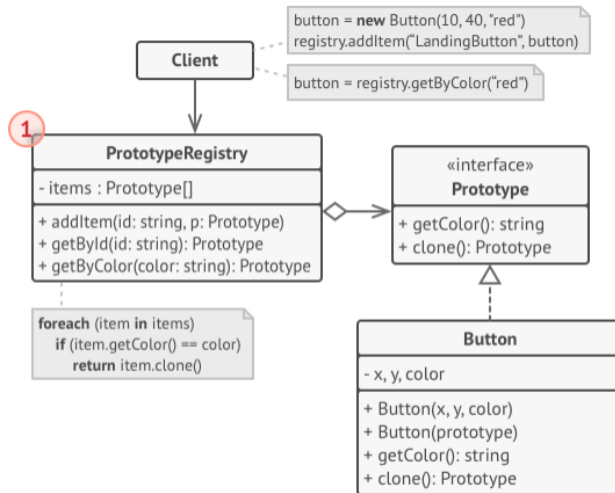 button = new Button(10, 40, "red")
registry.addItem(“LandingButton”, button)
Client
button = registry.getByColor(“red”)
1
PrototypeRegistry
- items : Prototype[]
+ addItem(id: string, p: Prototype)
+ getById(id: string): Prototype
+ getByColor(color: string): Prototype
«interface»
Prototype
+ getColor(): string
+ clone(): Prototype
foreach (item in items)
if (item.getColor() == color)
return item.clone()
Button
- x, y, color
+ Button(x, y, color)
+ Button(prototype)
+ getColor(): string
+ clone(): Prototype